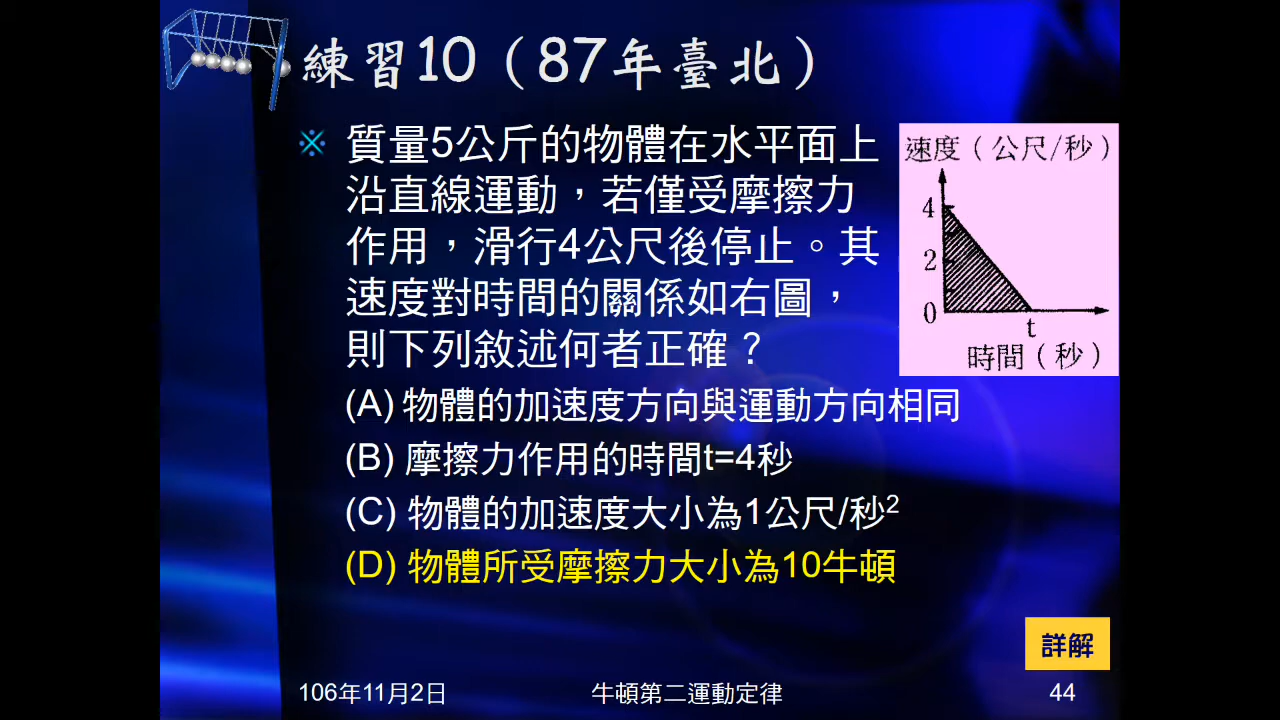 練習10（87年臺北）
※ 質量5公斤的物體在水平面上
沿直線運動，若僅受摩擦力
作用，滑行4公尺後停止。其
速度對時間的關係如右圖，
則下列敘述何者正確？
(A) 物體的加速度方向與運動方向相同
(B) 摩擦力作用的時間t=4秒
(C) 物體的加速度大小為1公尺/秒²
(D) 物體所受摩擦力大小為10牛頓
速度（公尺/秒）
4
2
0
t
時間（秒）
詳解
106年11月2日
牛頓第二運動定律
44